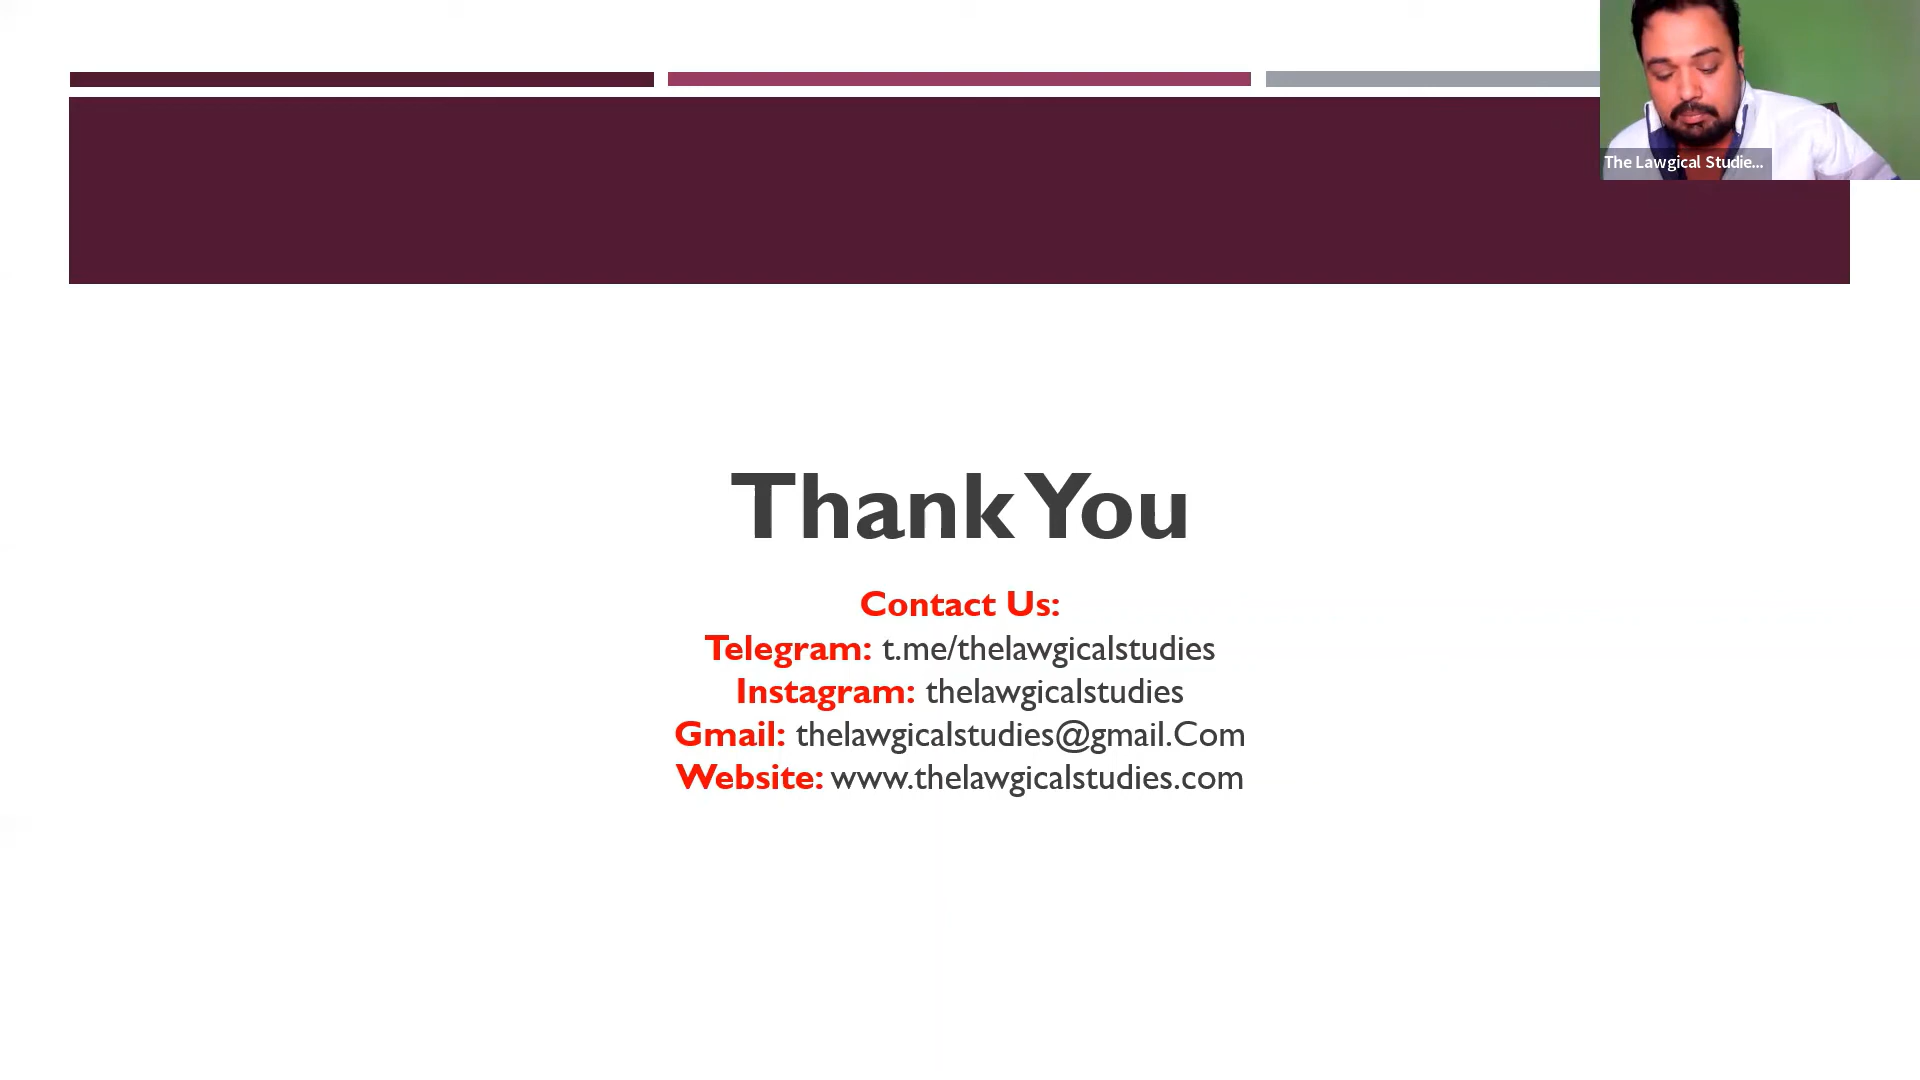 The Lawgical Studie...
Thank You
Contact Us:
Telegram: t.me/thelawgicalstudies
Instagram: thelawgicalstudies
Gmail: thelawgicalstudies@gmail.Com
Website: www.thelawgicalstudies.com